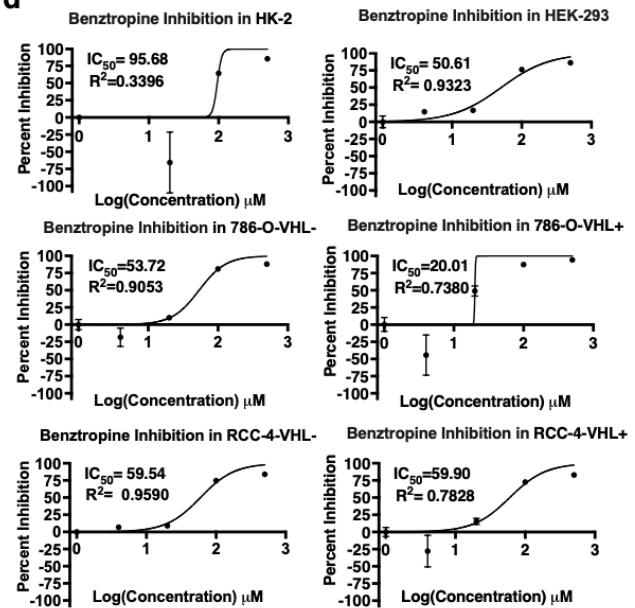 d
Benztropine Inhibition in HK-2
Percent Inhibition
100
75
50
25
0
-25
-50
-75
-100
IC50= 95.68
R2=0.3396
0 1 2 3
Log(Concentration) μM
Benztropine Inhibition in HEK-293
Percent Inhibition
100
75
50
25
0
-25
-50
-75
-100
IC50= 50.61
R2= 0.9323
0 1 2 3
Log(Concentration) μM
Benztropine Inhibition in 786-O-VHL-
Percent Inhibition
100
75
50
25
0
-25
-50
-75
-100
IC50=53.72
R2=0.9053
0 1 2 3
Log(Concentration) μM
Benztropine Inhibition in 786-O-VHL+
Percent Inhibition
100
75
50
25
0
-25
-50
-75
-100
IC50=20.01
R2=0.7380
0 1 2 3
Log(Concentration) μM
Benztropine Inhibition in RCC-4-VHL-
Percent Inhibition
100
75
50
25
0
-25
-50
-75
-100
IC50= 59.54
R2= 0.9590
0 1 2 3
Log(Concentration) μM
Benztropine Inhibition in RCC-4-VHL+
Percent Inhibition
100
75
50
25
0
-25
-50
-75
-100
IC50=59.90
R2= 0.7828
0 1 2 3
Log(Concentration) μM